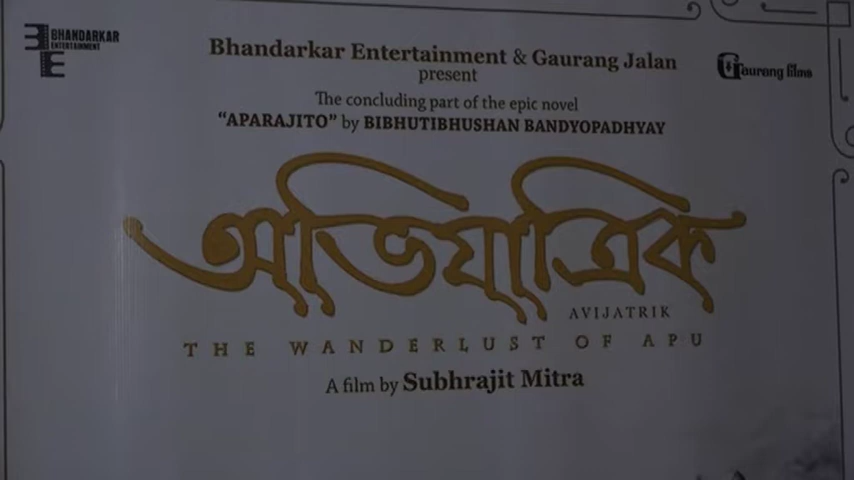 BHANDARKAR
ENTERTAINMENT
Bhandarkar Entertainment & Gaurang Jalan
present
Gaurang films
The concluding part of the epic novel
"APARAJITO" by BIBHUTIBHUSHAN BANDYOPADHYAY
অভিযাত্রিক
AVIJATRIK
THE WANDERLUST OF APU
A film by Subhrajit Mitra